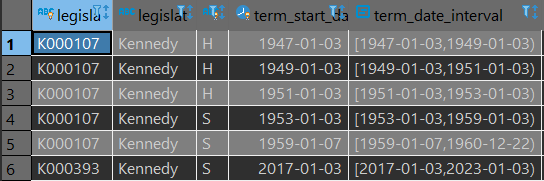 legisla legislat S term_start_da term_date_interval
1 K000107 Kennedy H 1947-01-03 [1947-01-03,1949-01-03)
2 K000107 Kennedy H 1949-01-03 [1949-01-03,1951-01-03)
3 K000107 Kennedy H 1951-01-03 [1951-01-03,1953-01-03)
4 K000107 Kennedy S 1953-01-03 [1953-01-03,1959-01-03)
5 K000107 Kennedy S 1959-01-07 [1959-01-07,1960-12-22)
6 K000393 Kennedy S 2017-01-03 [2017-01-03,2023-01-03)